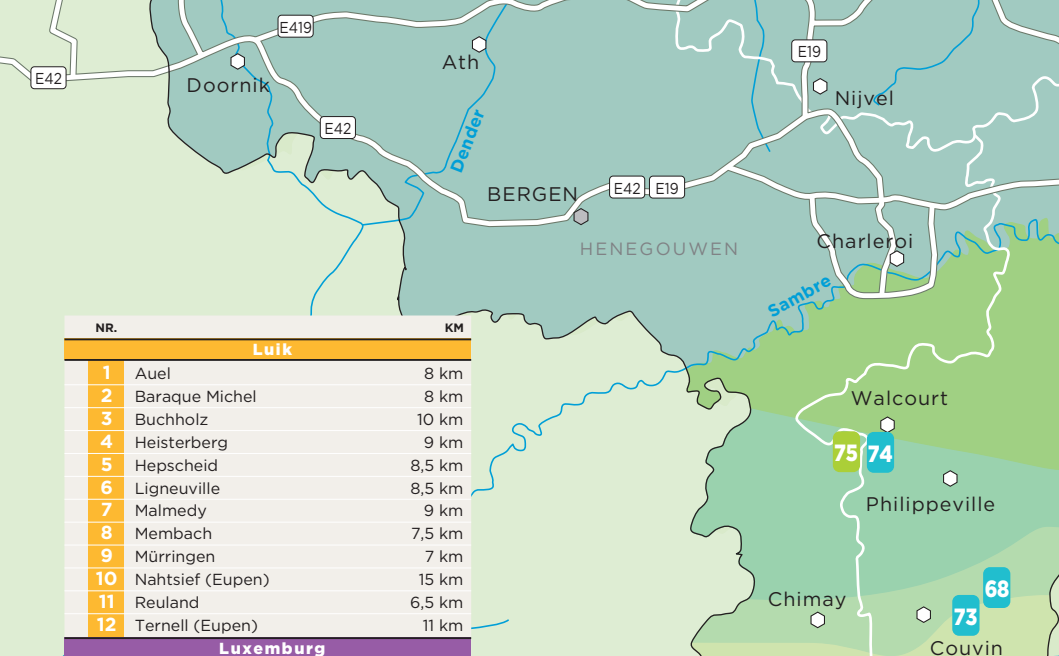 E419
E19
Ath
E42
Doornik
Nijvel
E42
Dender
BERGEN
E42
E19
Charleroi
HENEGOUWEN
Sambre
NR. KM
Luik
1 Auel 8 km
2 Baraque Michel 8 km
3 Buchholz 10 km
4 Heisterberg 9 km
5 Hepscheid 8,5 km
6 Ligneuville 8,5 km
7 Malmedy 9 km
8 Membach 7,5 km
9 Mürringen 7 km
10 Nahtsief (Eupen) 15 km
11 Reuland 6,5 km
12 Ternell (Eupen) 11 km
Luxemburg
Walcourt
75 74
Philippeville
68
Chimay
73
Couvin